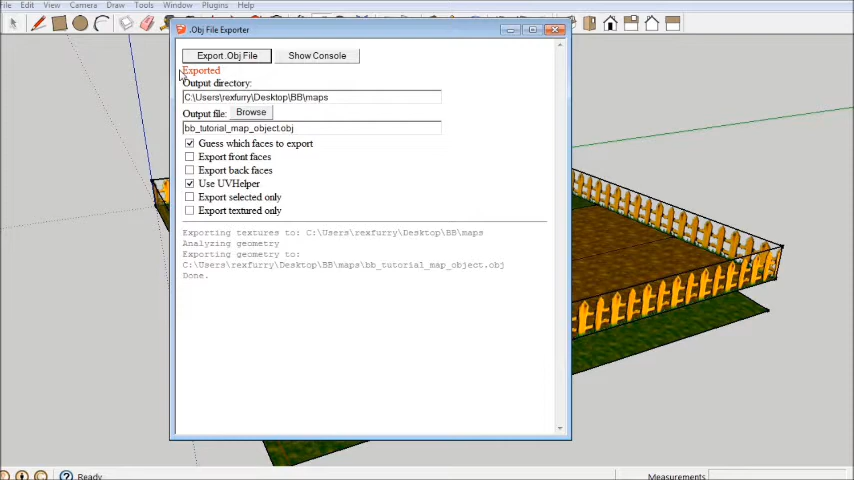 File Edit View Camera Draw Tools Window Plugins Help
.Obj File Exporter
Export .Obj File Show Console
Exported
Output directory:
C:\Users\rexfurry\Desktop\BB\maps
Output file: Browse
bb_tutorial_map_object.obj
Guess which faces to export
Export front faces
Export back faces
Use UVHelper
Export selected only
Export textured only
Exporting textures to: C:\Users\rexfurry\Desktop\BB\maps
Analyzing geometry
Exporting geometry to:
C:\Users\rexfurry\Desktop\BB\maps\bb_tutorial_map_object.obj
Done.
Ready
Measurements